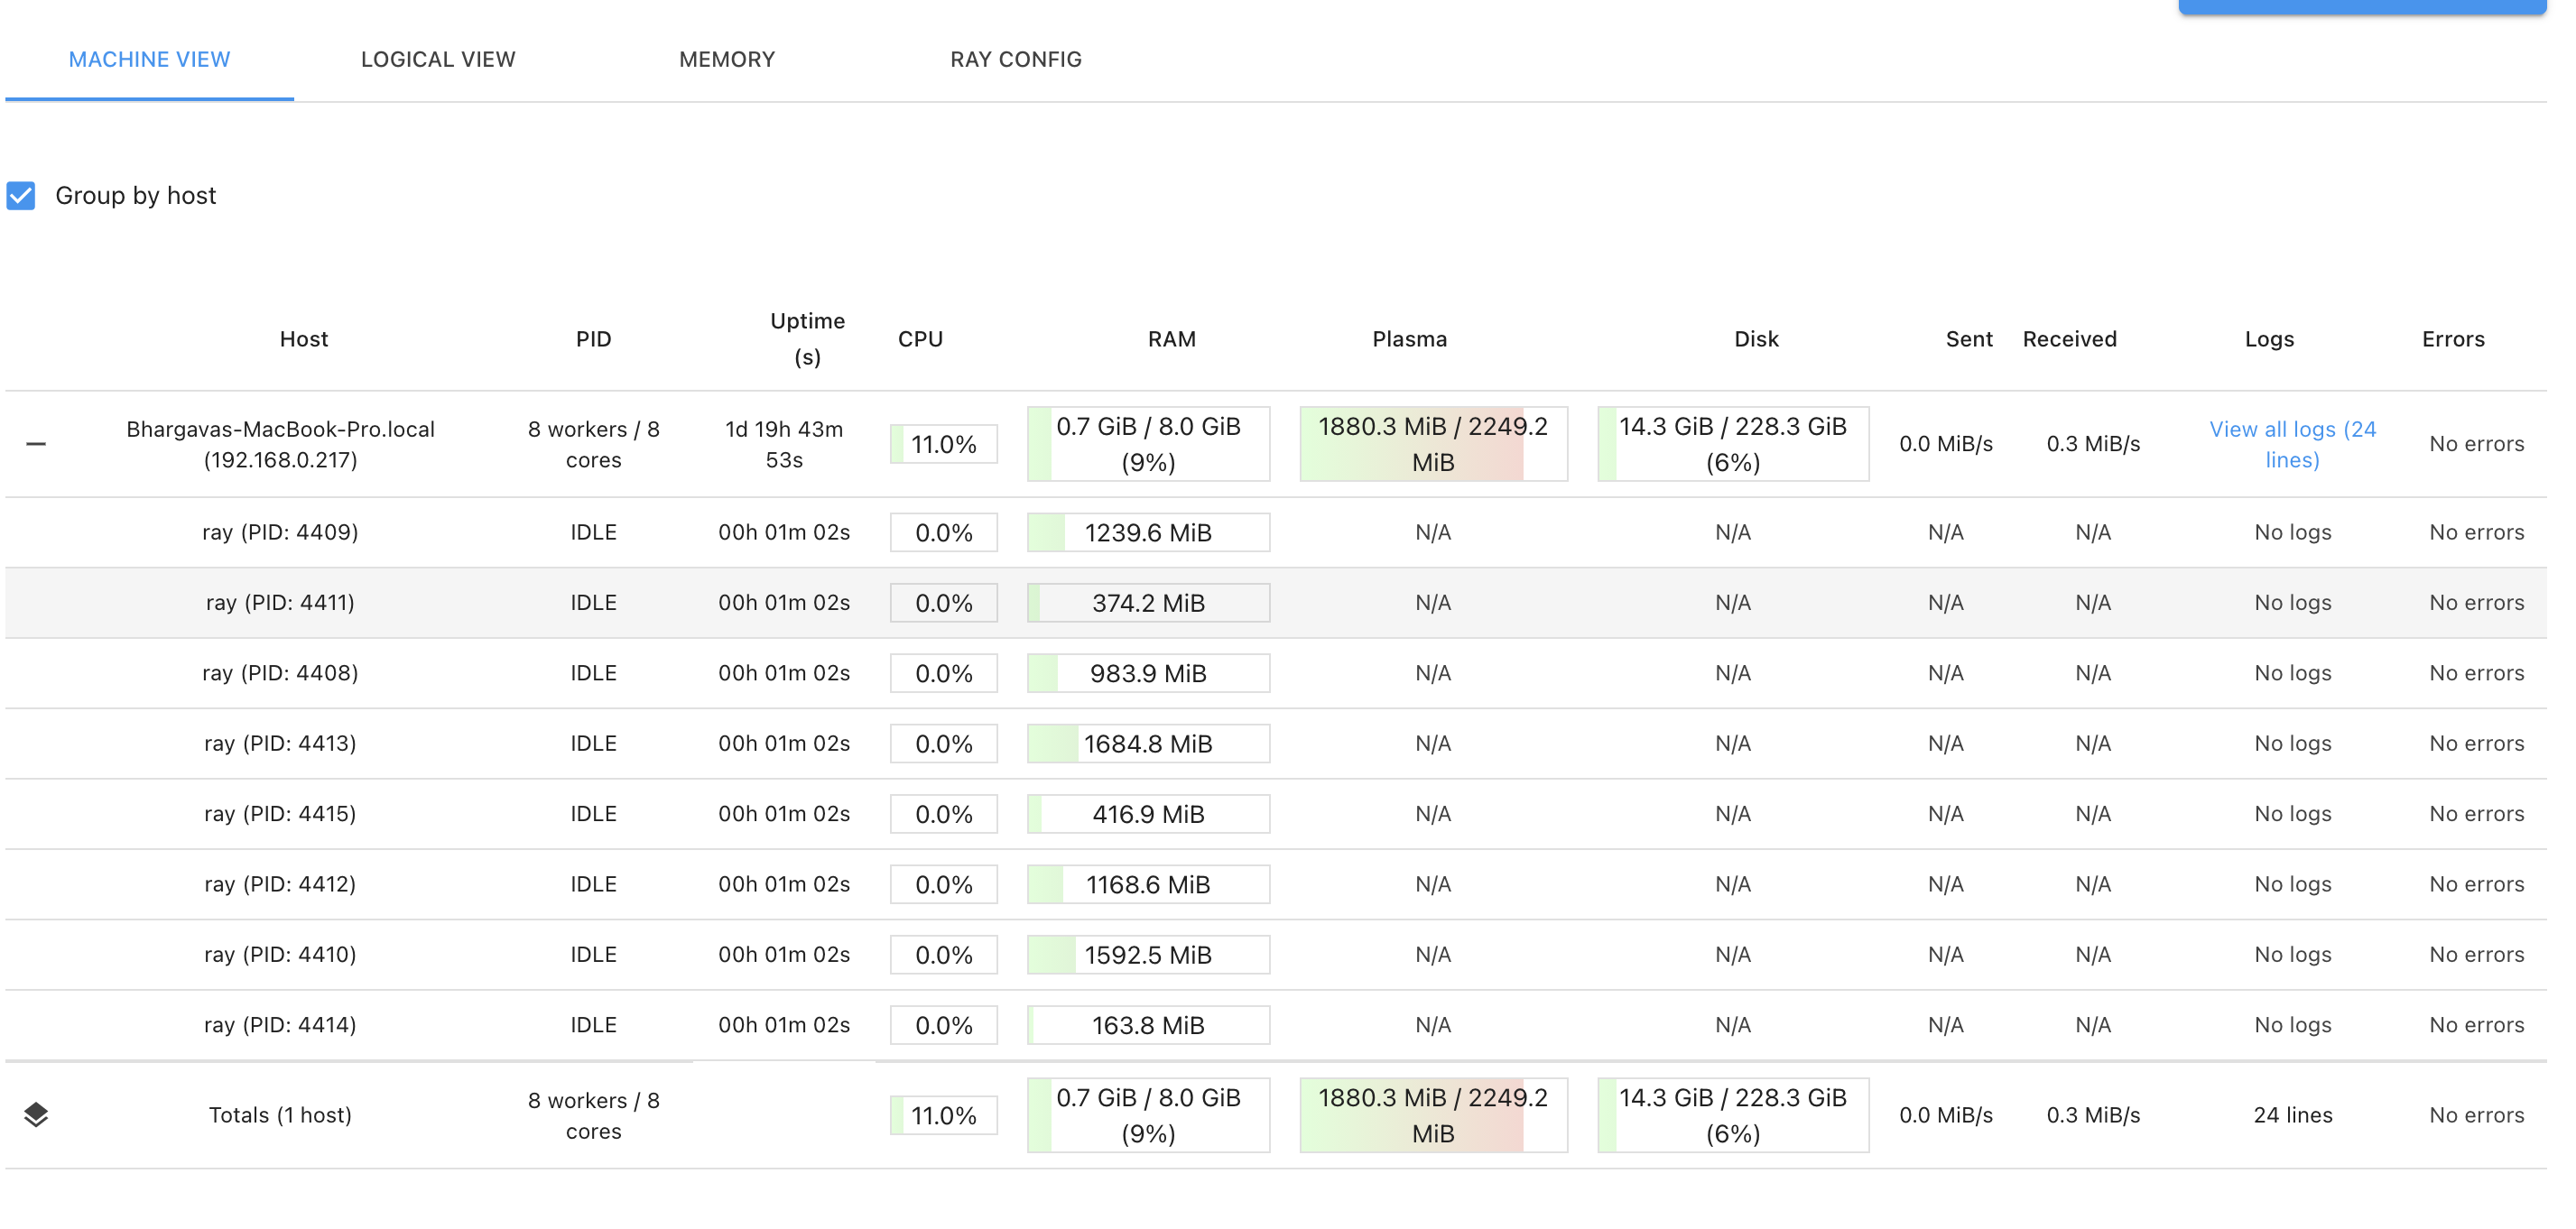 MACHINE VIEW LOGICAL VIEW MEMORY RAY CONFIG
Group by host
Host PID Uptime (s) CPU RAM Plasma Disk Sent Received Logs Errors
Bhargavas-MacBook-Pro.local (192.168.0.217) 8 workers / 8 cores 1d 19h 43m 53s 11.0% 0.7 GiB / 8.0 GiB (9%) 1880.3 MiB / 2249.2 MiB 14.3 GiB / 228.3 GiB (6%) 0.0 MiB/s 0.3 MiB/s View all logs (24 lines) No errors
ray (PID: 4409) IDLE 00h 01m 02s 0.0% 1239.6 MiB N/A N/A N/A N/A No logs No errors
ray (PID: 4411) IDLE 00h 01m 02s 0.0% 374.2 MiB N/A N/A N/A N/A No logs No errors
ray (PID: 4408) IDLE 00h 01m 02s 0.0% 983.9 MiB N/A N/A N/A N/A No logs No errors
ray (PID: 4413) IDLE 00h 01m 02s 0.0% 1684.8 MiB N/A N/A N/A N/A No logs No errors
ray (PID: 4415) IDLE 00h 01m 02s 0.0% 416.9 MiB N/A N/A N/A N/A No logs No errors
ray (PID: 4412) IDLE 00h 01m 02s 0.0% 1168.6 MiB N/A N/A N/A N/A No logs No errors
ray (PID: 4410) IDLE 00h 01m 02s 0.0% 1592.5 MiB N/A N/A N/A N/A No logs No errors
ray (PID: 4414) IDLE 00h 01m 02s 0.0% 163.8 MiB N/A N/A N/A N/A No logs No errors
Totals (1 host) 8 workers / 8 cores 11.0% 0.7 GiB / 8.0 GiB (9%) 1880.3 MiB / 2249.2 MiB 14.3 GiB / 228.3 GiB (6%) 0.0 MiB/s 0.3 MiB/s 24 lines No errors